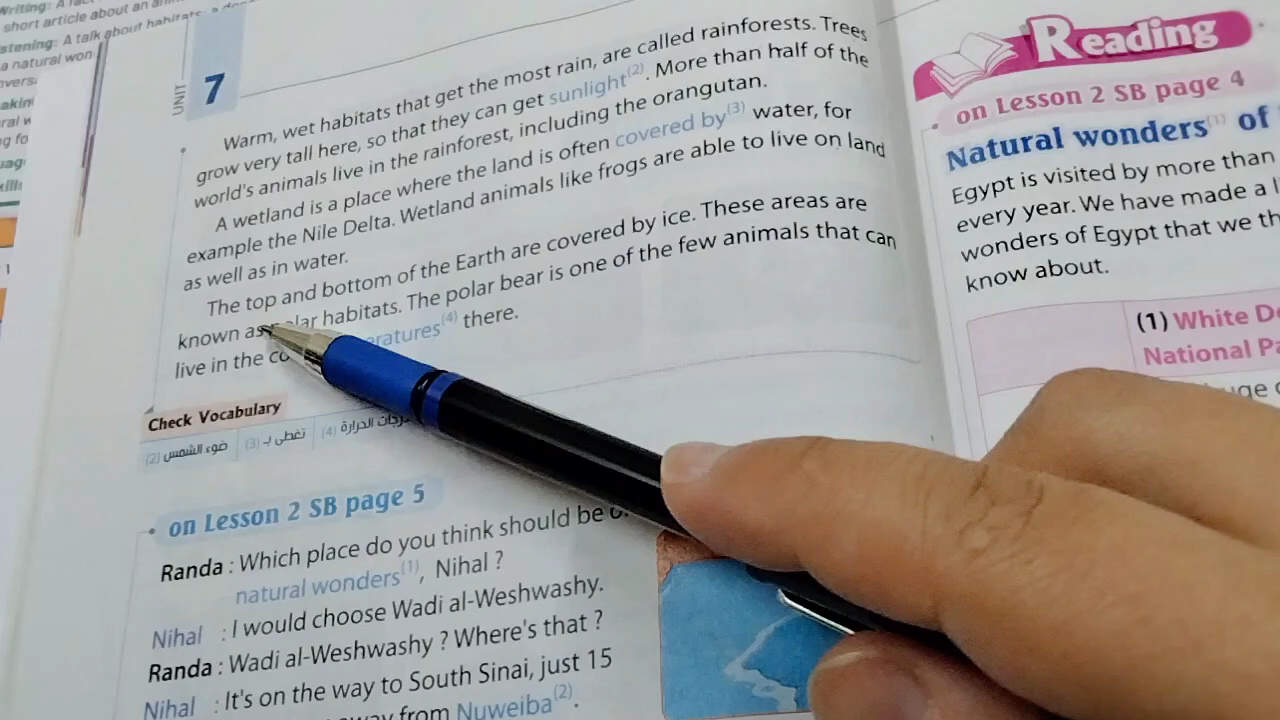 Writing:
short article about an
stening: A talk about habitats:
a natural won
UNIT
7
Warm, wet habitats that get the most rain, are called rainforests. Trees
grow very tall here, so that they can get sunlight(2). More than half of the
world's animals live in the rainforest, including the orangutan.
A wetland is a place where the land is often covered by(3) water, for
example the Nile Delta. Wetland animals like frogs are able to live on land
as well as in water.
The top and bottom of the Earth are covered by ice. These areas are
known as polar habitats. The polar bear is one of the few animals that can
live in the co eratures(4) there.
Check Vocabulary
(2) ضوء الشمس (3) تغطى بـ (4) درجات الحرارة
on Lesson 2 SB page 5
Randa : Which place do you think should be
natural wonders(1), Nihal ?
Nihal : I would choose Wadi al-Weshwashy.
Randa : Wadi al-Weshwashy ? Where's that ?
Nihal : It's on the way to South Sinai, just 15
away from Nuweiba(2).
Reading
on Lesson 2 SB page 4
Natural wonders(1) of
Egypt is visited by more than
every year. We have made a li
wonders of Egypt that we th
know about.
(1) White De
National Pa